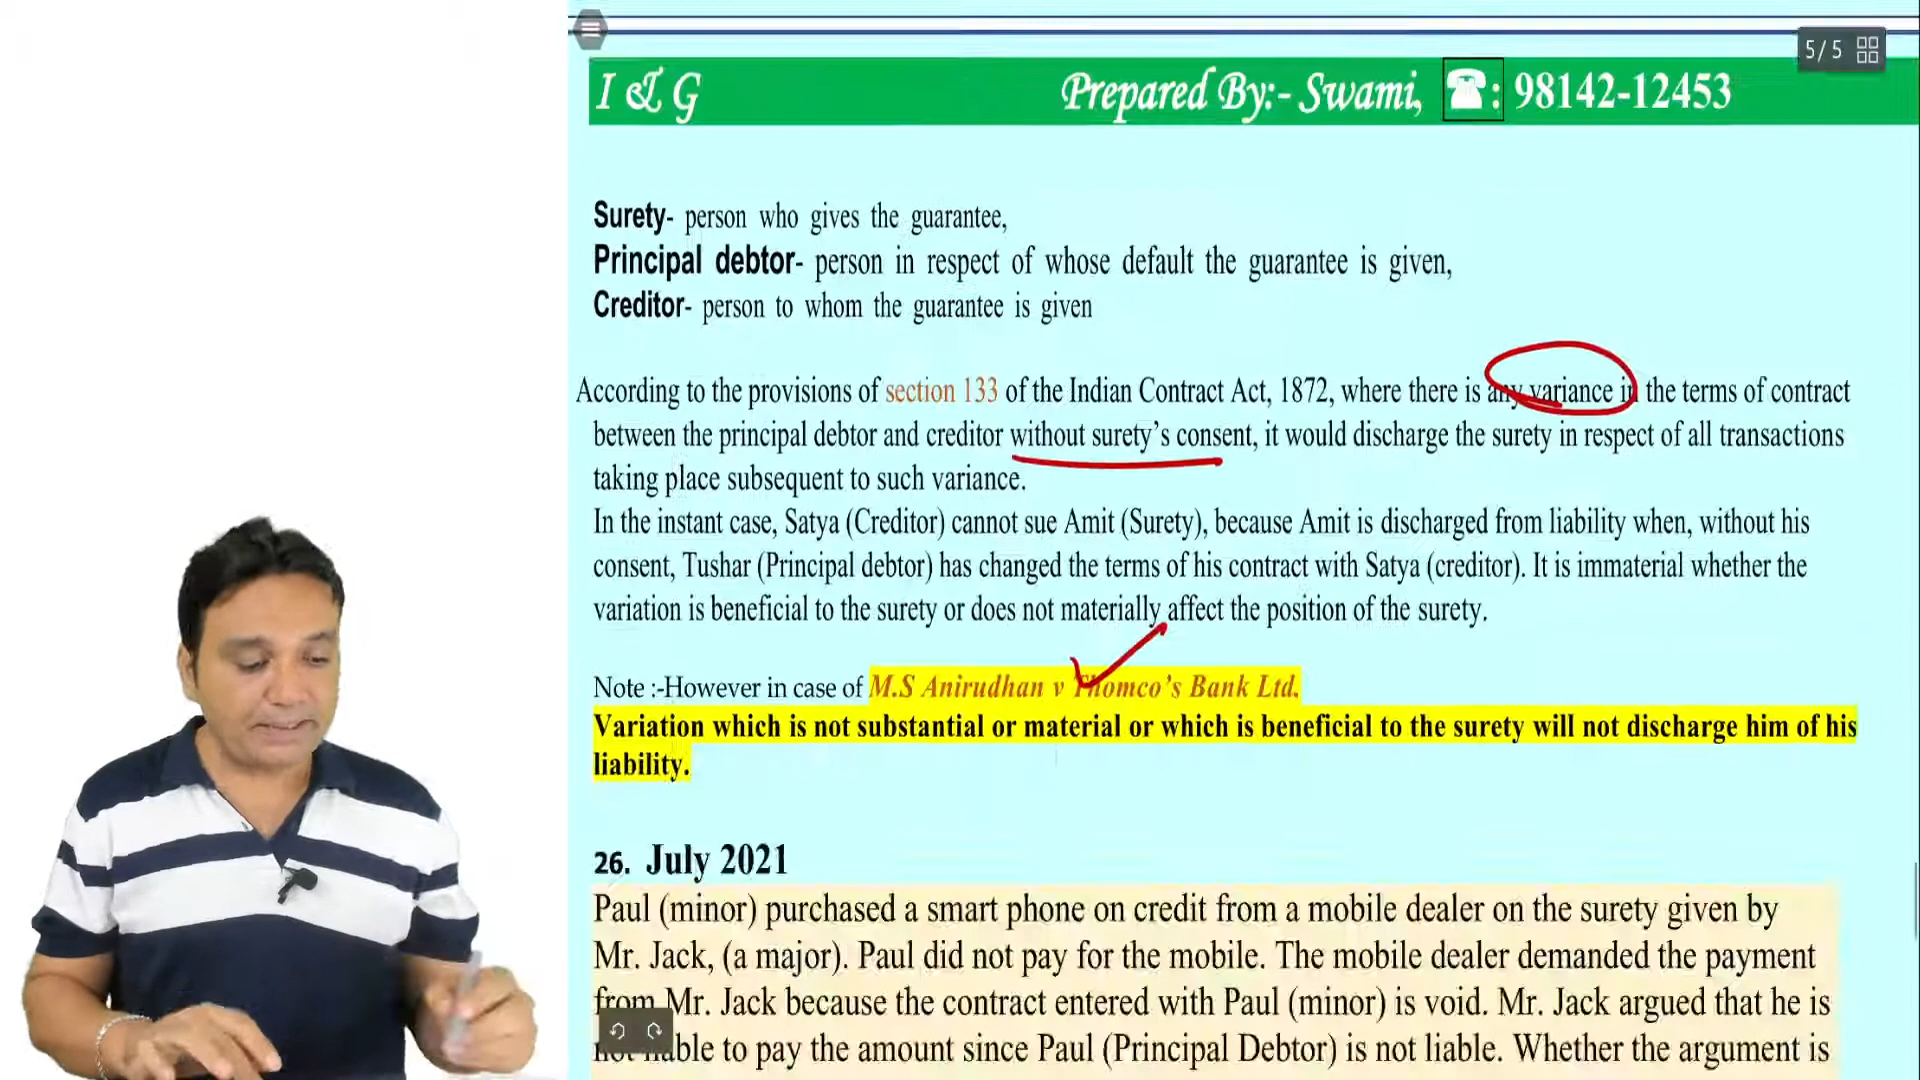 5/5
I & G Prepared By:- Swami, ☎: 98142-12453
Surety- person who gives the guarantee,
Principal debtor- person in respect of whose default the guarantee is given,
Creditor- person to whom the guarantee is given
According to the provisions of section 133 of the Indian Contract Act, 1872, where there is any variance in the terms of contract
between the principal debtor and creditor without surety's consent, it would discharge the surety in respect of all transactions
taking place subsequent to such variance.
In the instant case, Satya (Creditor) cannot sue Amit (Surety), because Amit is discharged from liability when, without his
consent, Tushar (Principal debtor) has changed the terms of his contract with Satya (creditor). It is immaterial whether the
variation is beneficial to the surety or does not materially affect the position of the surety.
Note :-However in case of M.S Anirudhan v Thomco's Bank Ltd.
Variation which is not substantial or material or which is beneficial to the surety will not discharge him of his
liability.
26. July 2021
Paul (minor) purchased a smart phone on credit from a mobile dealer on the surety given by
Mr. Jack, (a major). Paul did not pay for the mobile. The mobile dealer demanded the payment
from Mr. Jack because the contract entered with Paul (minor) is void. Mr. Jack argued that he is
not liable to pay the amount since Paul (Principal Debtor) is not liable. Whether the argument is